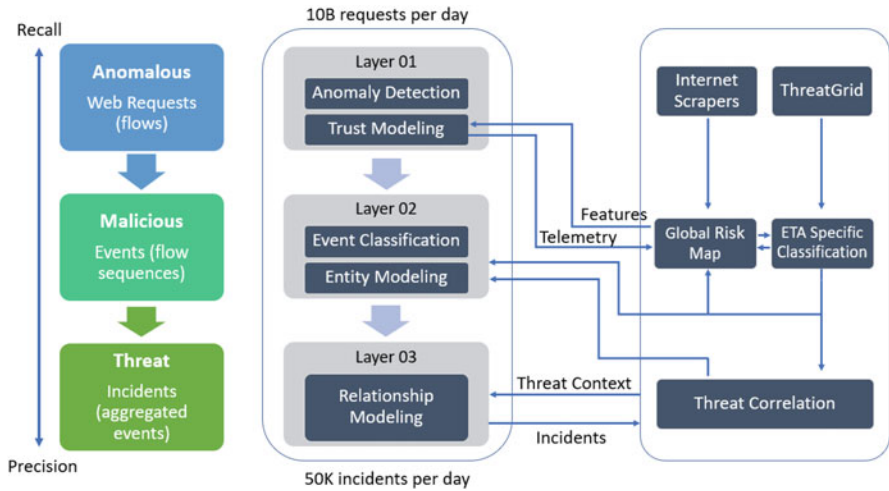 Recall
Anomalous
Web Requests
(flows)
Malicious
Events (flow
sequences)
Threat
Incidents
(aggregated
events)
Precision
10B requests per day
Layer 01
Anomaly Detection
Trust Modeling
Layer 02
Event Classification
Entity Modeling
Layer 03
Relationship
Modeling
50K incidents per day
Features
Telemetry
Threat Context
Incidents
Internet
Scrapers
ThreatGrid
Global Risk
Map
ETA Specific
Classification
Threat Correlation